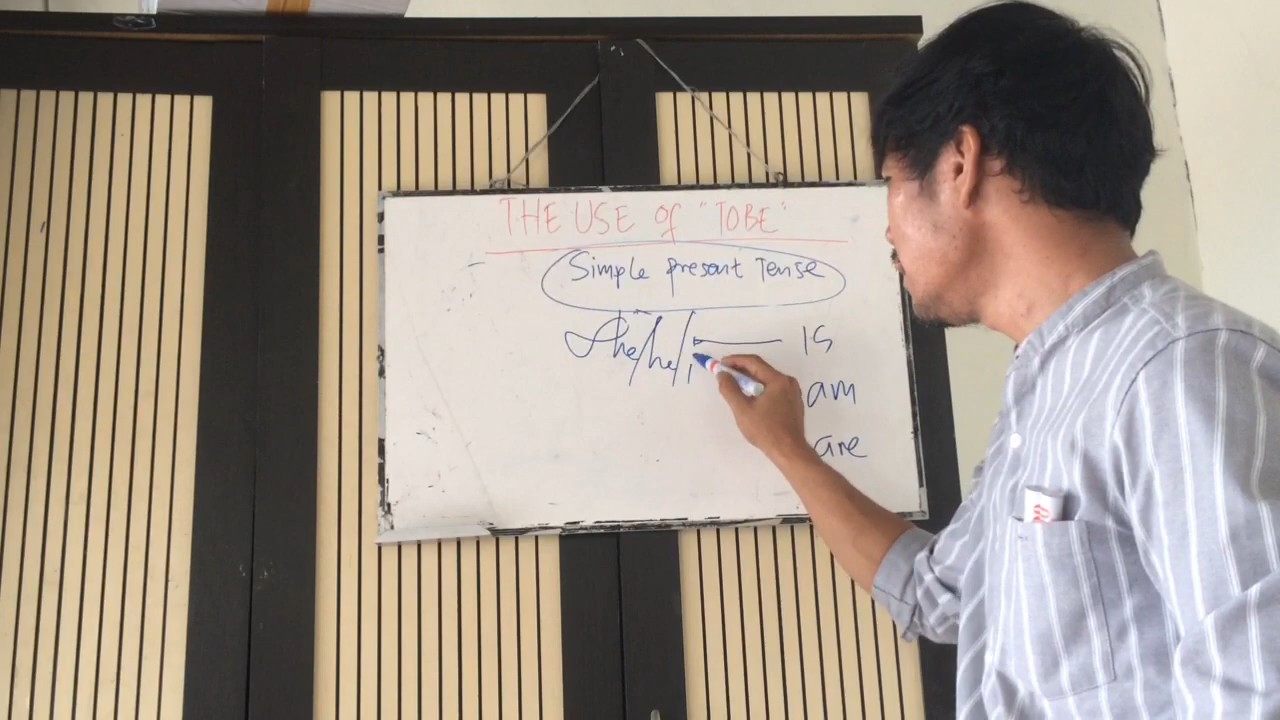 THE USE of "TOBE"
Simple present Tense
She/he/i IS
am
are